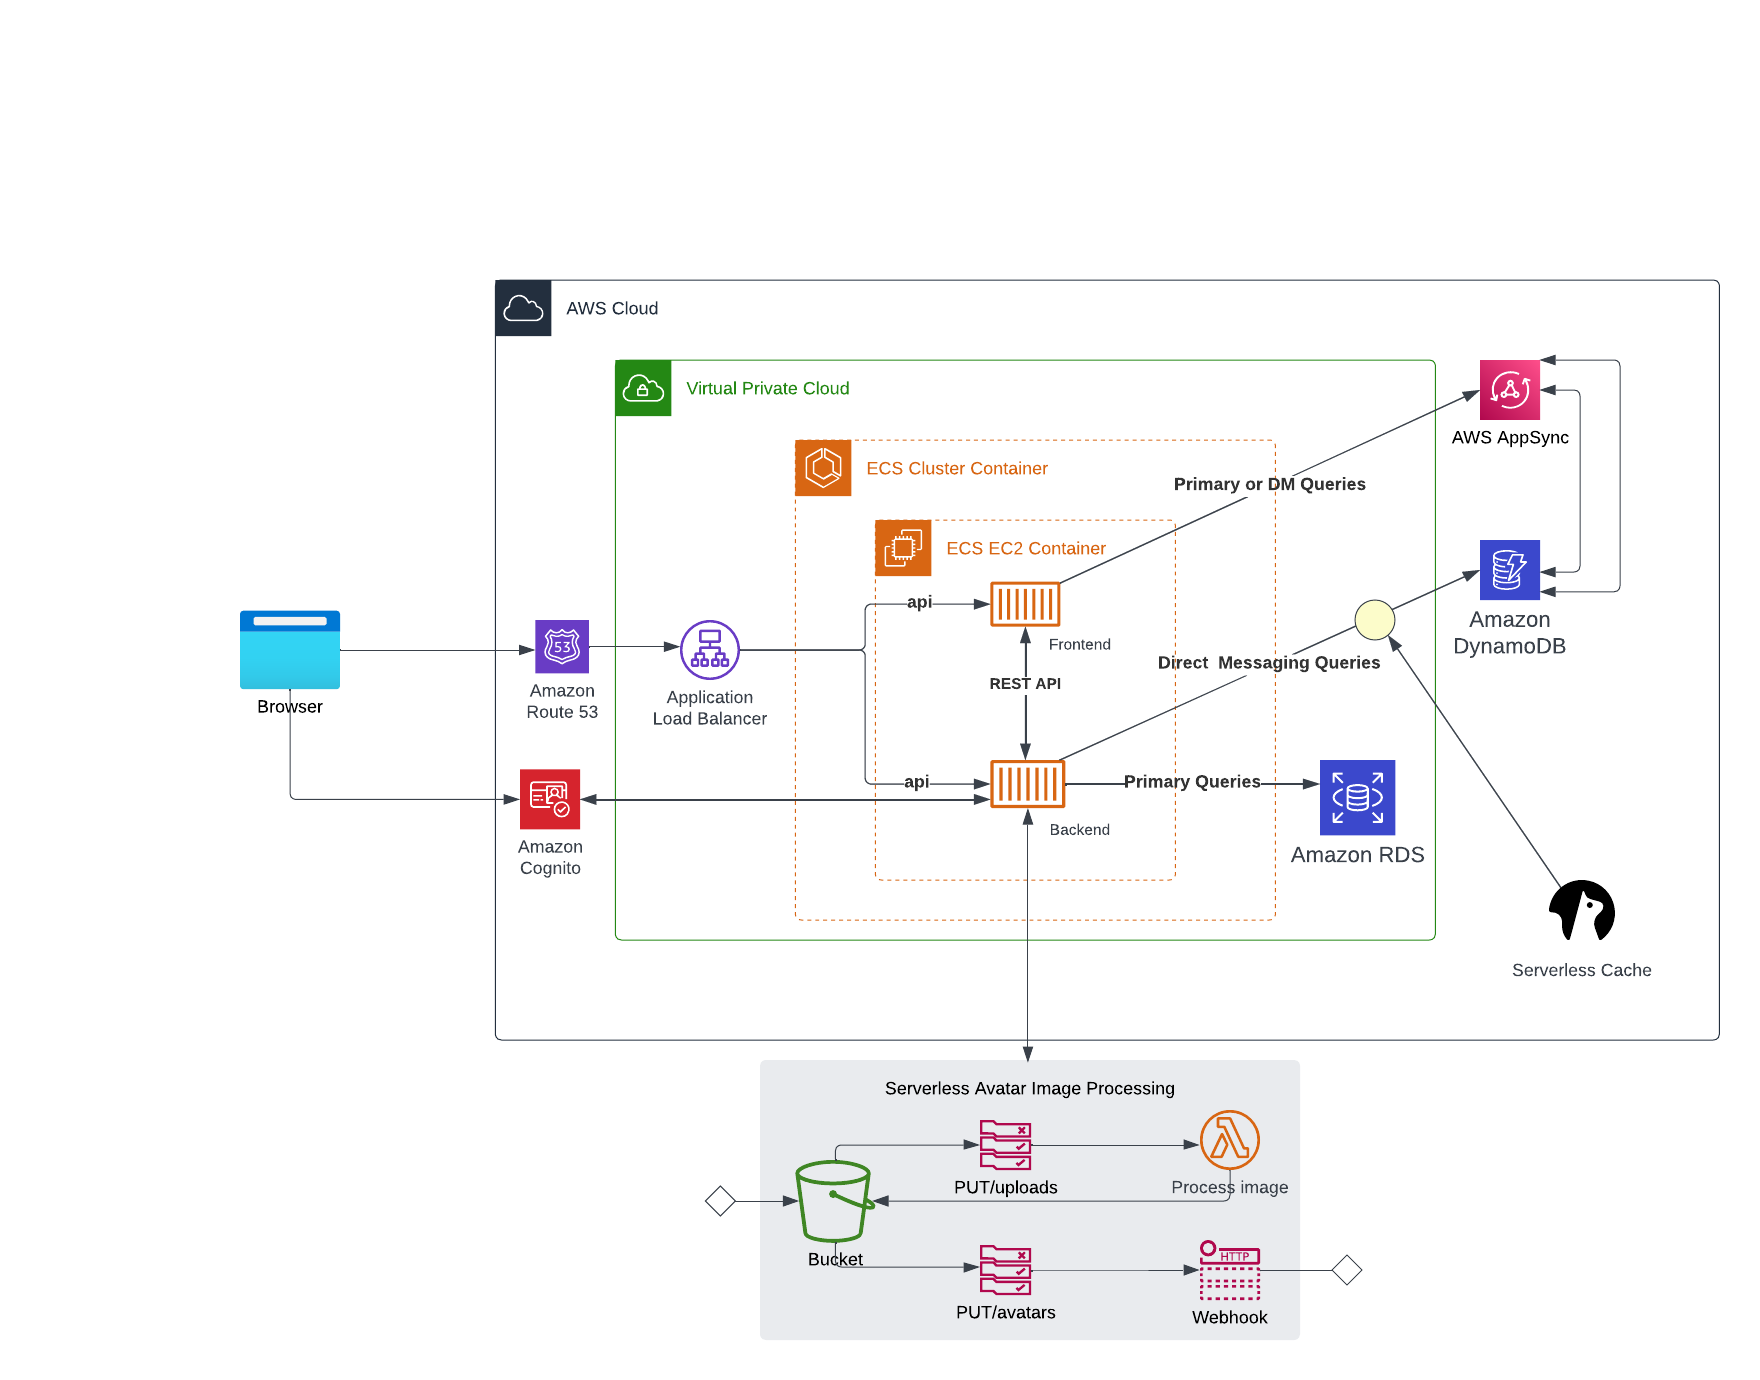 AWS Cloud
Virtual Private Cloud
AWS AppSync
ECS Cluster Container
Primary or DM Queries
ECS EC2 Container
api
Frontend
Amazon
DynamoDB
53
Browser
Amazon
Route 53
Application
Load Balancer
Direct  Messaging Queries
REST API
api
Primary Queries
Backend
Amazon RDS
Amazon
Cognito
Serverless Cache
Serverless Avatar Image Processing
PUT/uploads
Process image
Bucket
HTTP
PUT/avatars
Webhook